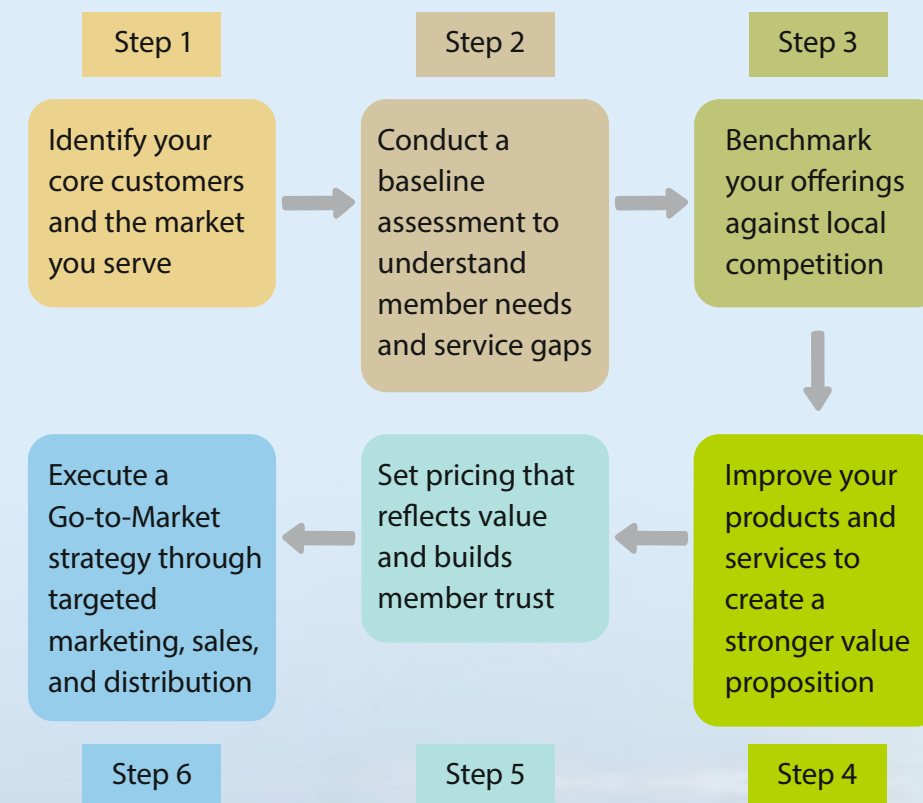 Step 1
Identify your
core customers
and the market
you serve
Step 2
Conduct a
baseline
assessment to
understand
member needs
and service gaps
Step 3
Benchmark
your offerings
against local
competition
Improve your
products and
services to
create a
stronger value
proposition
Step 4
Set pricing that
reflects value
and builds
member trust
Step 5
Execute a
Go-to-Market
strategy through
targeted
marketing, sales,
and distribution
Step 6